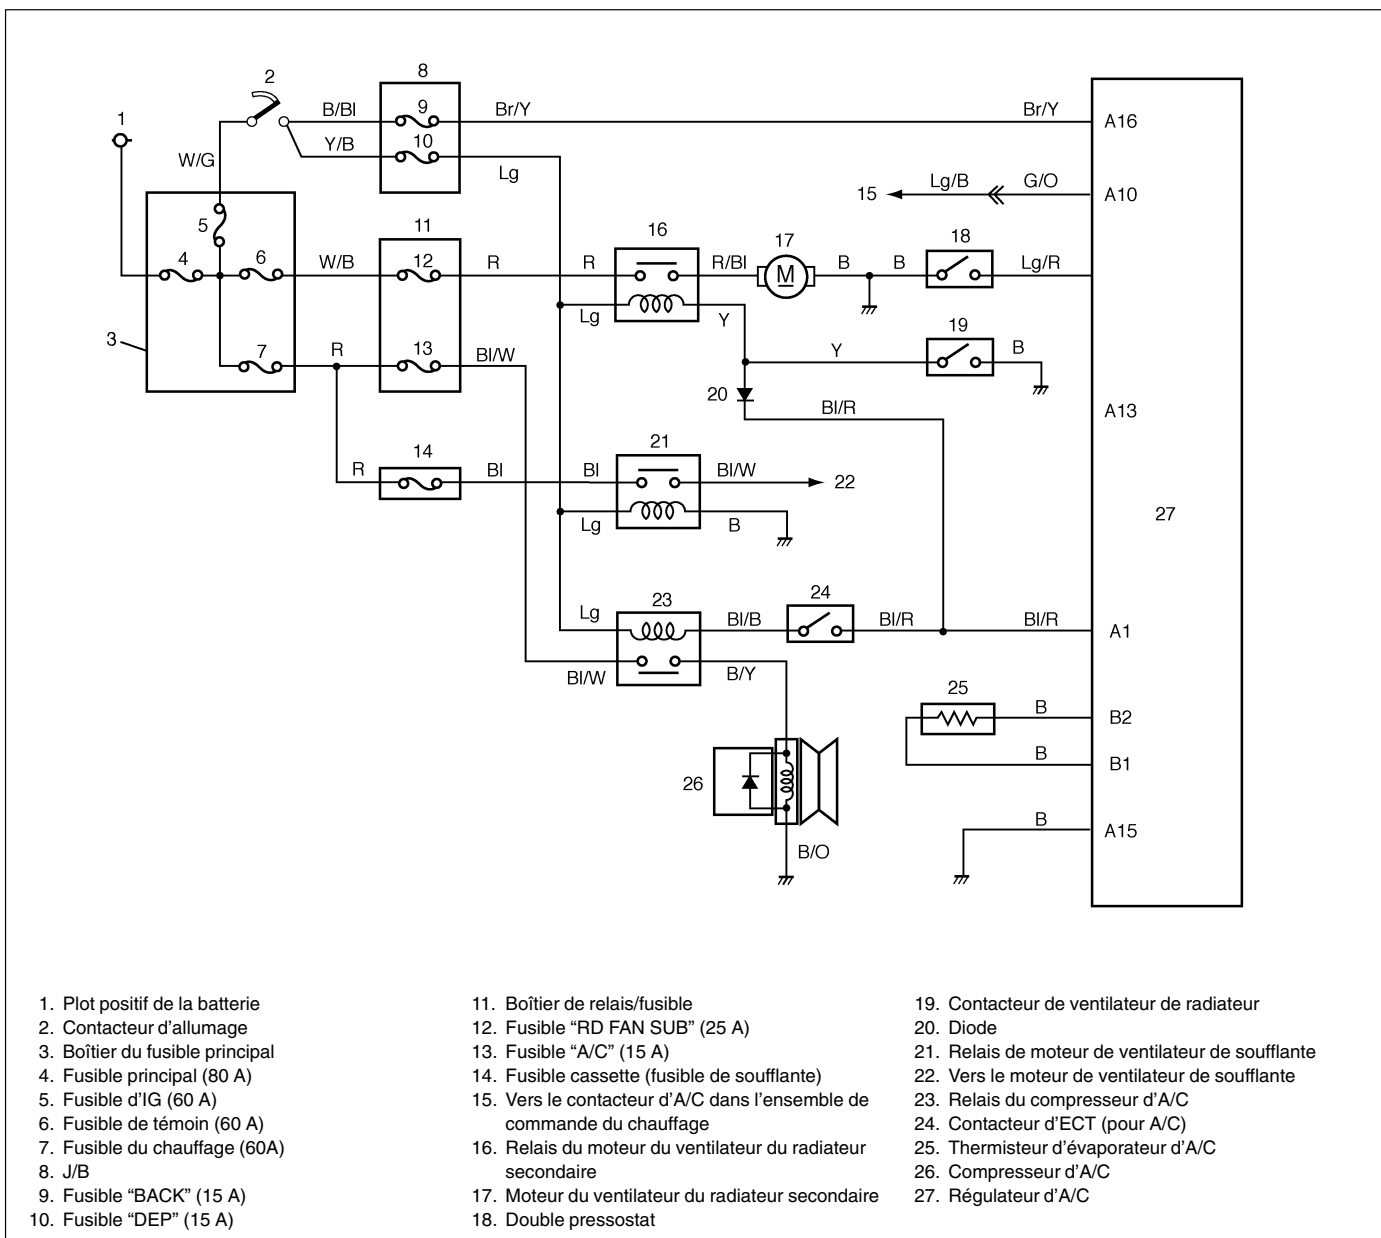 2
8
1
B/Bl
9
Br/Y
Br/Y
A16
Y/B
10
W/G
Lg
15
Lg/B
G/O
A10
5
11
16
17
18
4
6
W/B
12
R
R
R/Bl
M
B
B
Lg/R
Lg
Y
19
3
7
R
13
Bl/W
Y
B
20
Bl/R
A13
14
21
R
Bl
Bl
Bl/W
22
27
Lg
B
23
24
Lg
Bl/B
Bl/R
Bl/R
A1
Bl/W
B/Y
25
B
B2
B
B1
26
B
A15
B/O
1. Plot positif de la batterie
2. Contacteur d'allumage
3. Boîtier du fusible principal
4. Fusible principal (80 A)
5. Fusible d'IG (60 A)
6. Fusible de témoin (60 A)
7. Fusible du chauffage (60A)
8. J/B
9. Fusible “BACK” (15 A)
10. Fusible “DEP” (15 A)
11. Boîtier de relais/fusible
12. Fusible “RD FAN SUB” (25 A)
13. Fusible “A/C” (15 A)
14. Fusible cassette (fusible de soufflante)
15. Vers le contacteur d'A/C dans l'ensemble de
commande du chauffage
16. Relais du moteur du ventilateur du radiateur
secondaire
17. Moteur du ventilateur du radiateur secondaire
18. Double pressostat
19. Contacteur de ventilateur de radiateur
20. Diode
21. Relais de moteur de ventilateur de soufflante
22. Vers le moteur de ventilateur de soufflante
23. Relais du compresseur d'A/C
24. Contacteur d'ECT (pour A/C)
25. Thermisteur d'évaporateur d'A/C
26. Compresseur d'A/C
27. Régulateur d'A/C